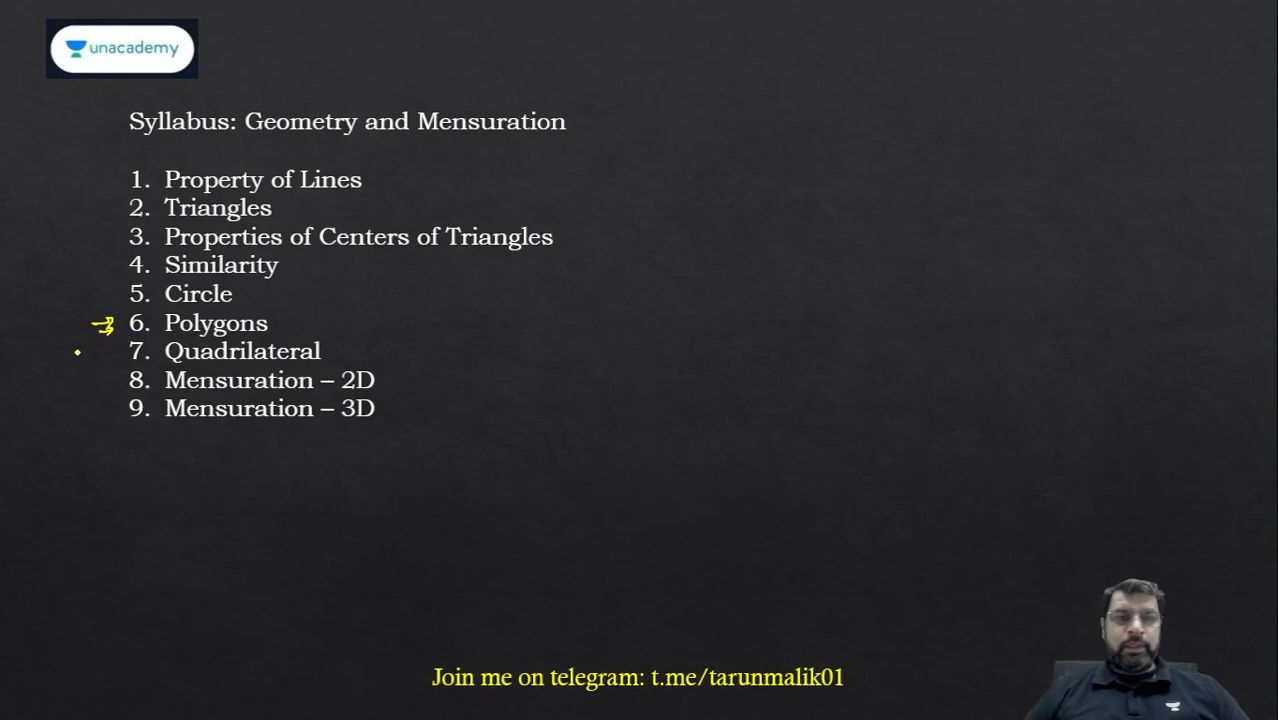 unacademy
Syllabus: Geometry and Mensuration
1. Property of Lines
2. Triangles
3. Properties of Centers of Triangles
4. Similarity
5. Circle
6. Polygons
7. Quadrilateral
8. Mensuration – 2D
9. Mensuration – 3D
Join me on telegram: t.me/tarunmalik01